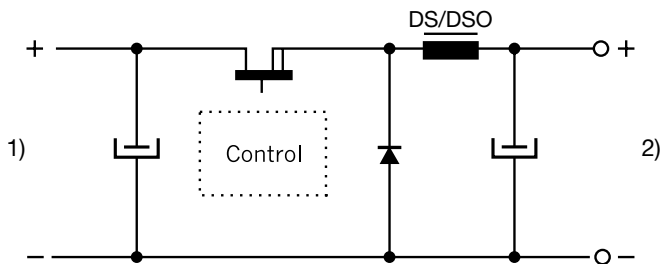 DS/DSO
+ +
1) Control 2)
− −